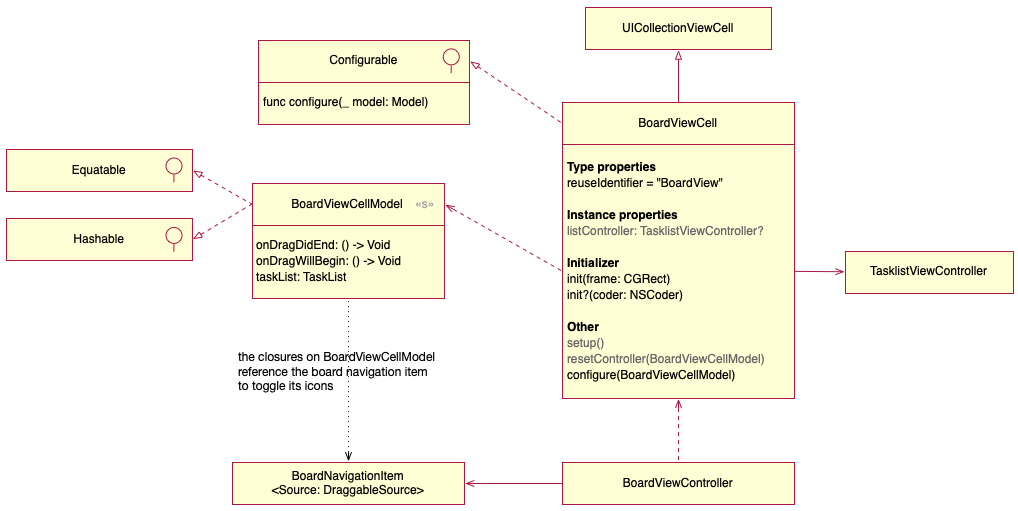 UICollectionViewCell
Configurable
func configure(_ model: Model)
BoardViewCell
Type properties
reuseIdentifier = "BoardView"
Instance properties
listController: TasklistViewController?
Initializer
init(frame: CGRect)
init?(coder: NSCoder)
Other
setup()
resetController(BoardViewCellModel)
configure(BoardViewCellModel)
Equatable
Hashable
BoardViewCellModel «s»
onDragDidEnd: () -> Void
onDragWillBegin: () -> Void
taskList: TaskList
TasklistViewController
the closures on BoardViewCellModel
reference the board navigation item
to toggle its icons
BoardNavigationItem
<Source: DraggableSource>
BoardViewController